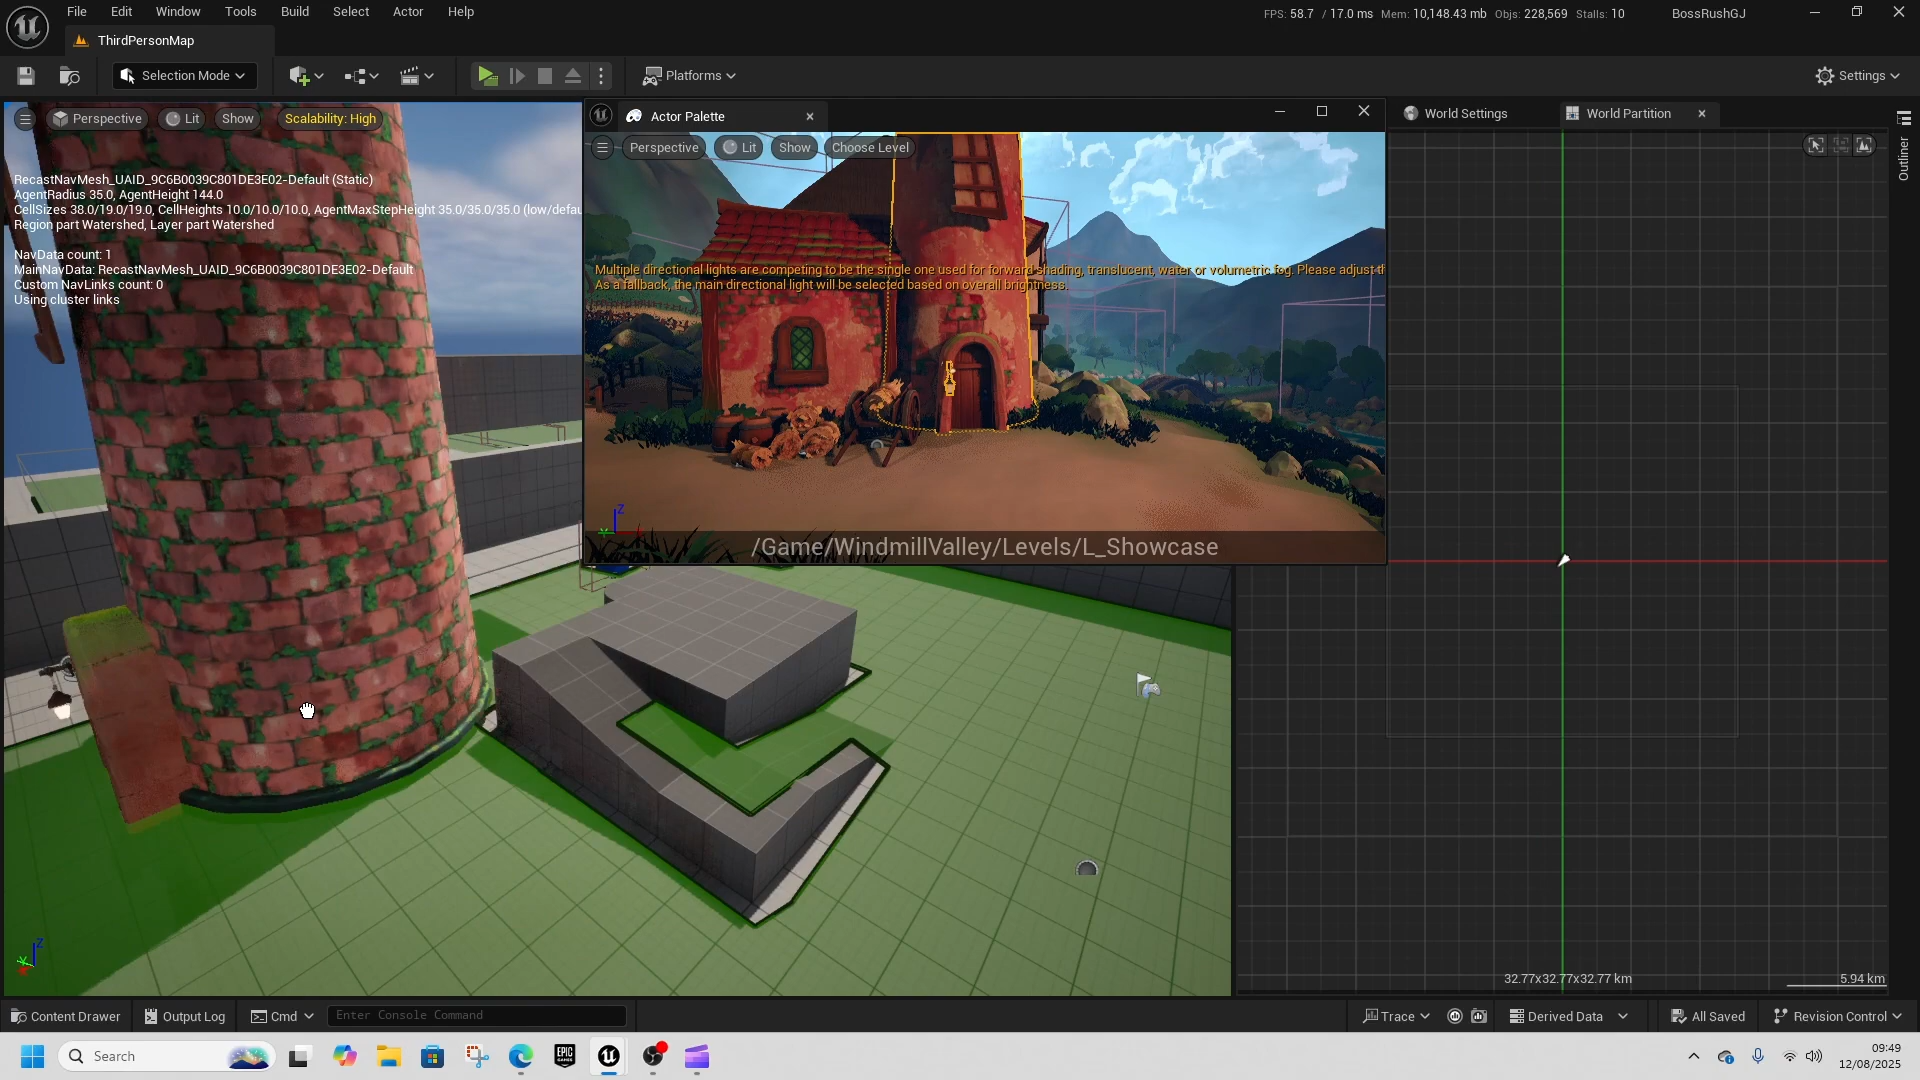 File Edit Window Tools Build Select Actor Help
FPS: 58.7 / 17.0 ms Mem: 10,148.43 mb Objs: 228,569 Stalls: 10
BossRushGJ
ThirdPersonMap
Selection Mode
Platforms
Settings
Perspective Lit Show Scalability: High
RecastNavMesh_UAID_9C6B0039C801DE3E02-Default (Static)
AgentRadius 35.0, AgentHeight 144.0
CellSizes 38.0/19.0/19.0, CellHeights 10.0/10.0/10.0, AgentMaxStepHeight 35.0/35.0/35.0 (low/defau
Region part Watershed, Layer part Watershed
NavData count: 1
MainNavData: RecastNavMesh_UAID_9C6B0039C801DE3E02-Default
Custom NavLinks count: 0
Using cluster links
Actor Palette
Perspective Lit Show Choose Level
Multiple directional lights are competing to be the single one used for forward shading, translucent, water or volumetric fog. Please adjust th
As a fallback, the main directional light will be selected based on overall brightness.
Z
Y
/Game/WindmillValley/Levels/L_Showcase
World Settings
World Partition
Outliner
32.77x32.77x32.77 km
5.94 km
Z
Y
Content Drawer
Output Log
Cmd
Enter Console Command
Trace
Derived Data
All Saved
Revision Control
Search
EPIC GAMES
09:49
12/08/2025